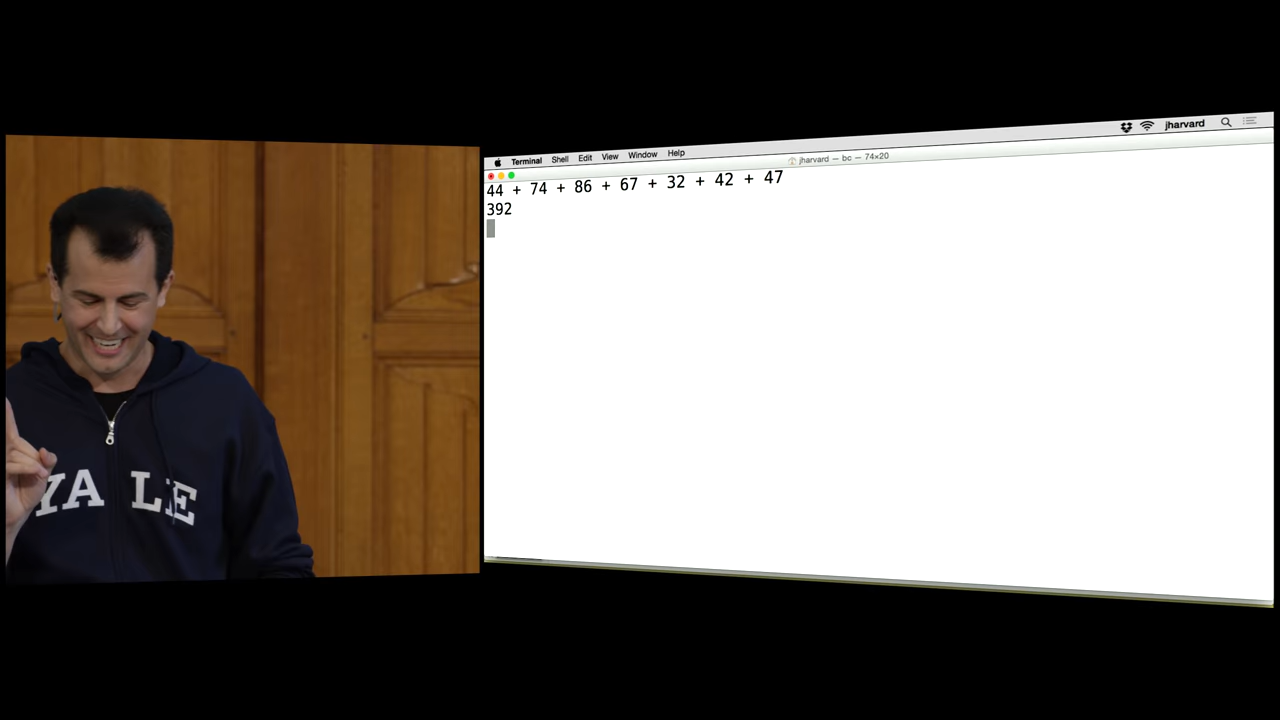 YALE
Terminal Shell Edit View Window Help
jharvard
jharvard — bc — 74×20
44 + 74 + 86 + 67 + 32 + 42 + 47
392